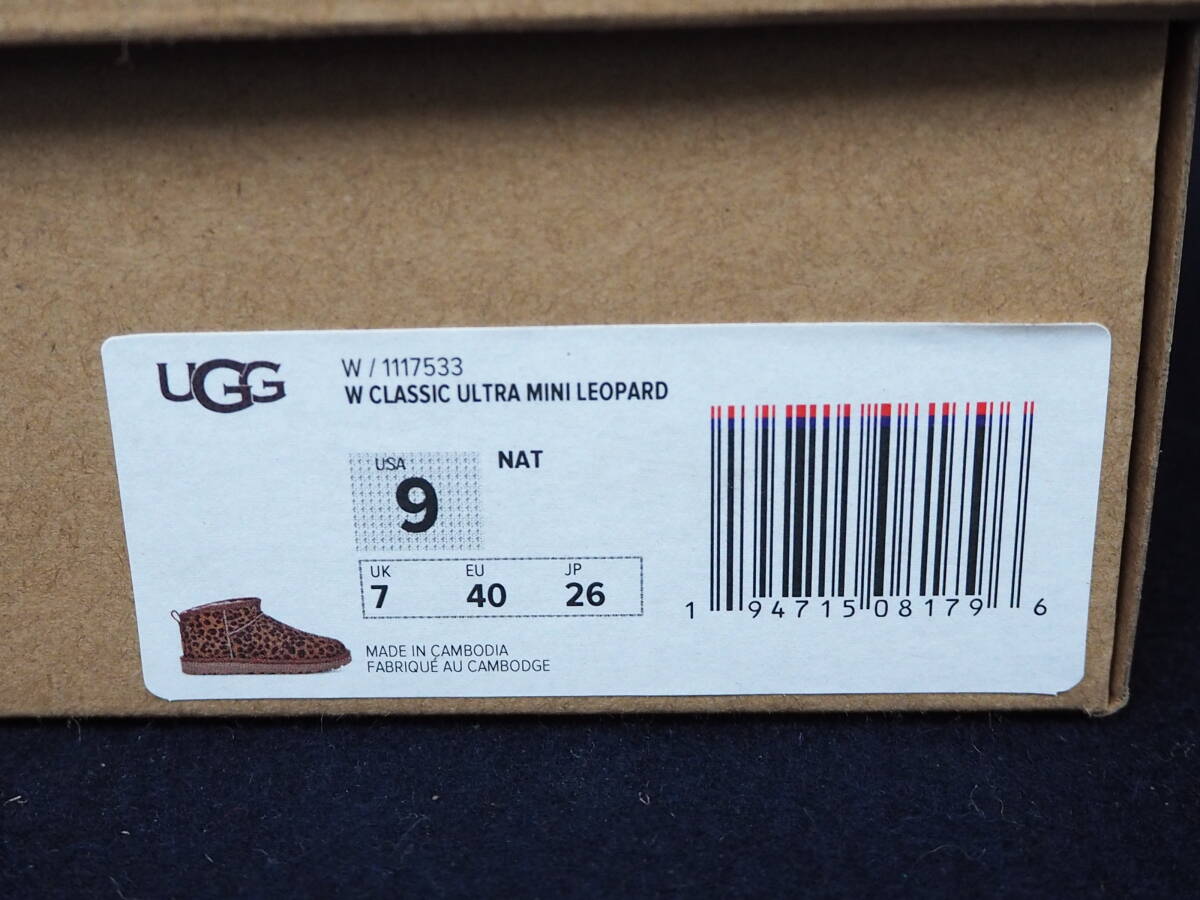 UGG
W / 1117533
W CLASSIC ULTRA MINI LEOPARD
USA
9
NAT
UK EU JP
7 40 26
MADE IN CAMBODIA
FABRIQUÉ AU CAMBODGE
1 94715 08179 6